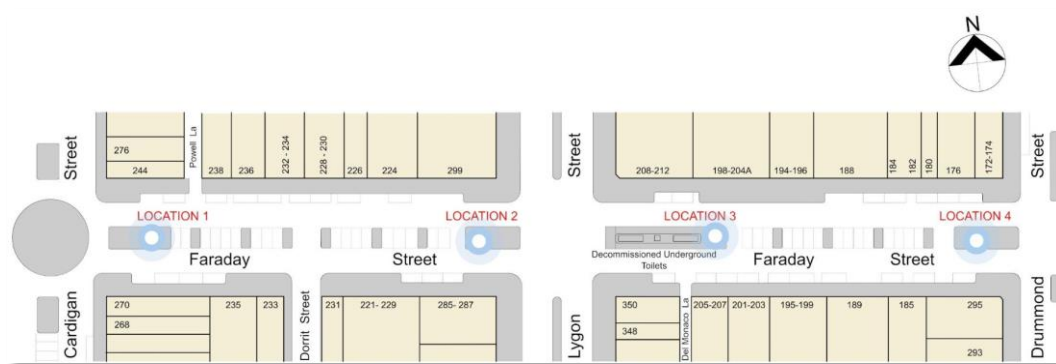 N
Street
276
244
Powell La
238
236
232 - 234
228 - 230
226
224
299
Street
208-212
198-204A
194-196
188
184
182
180
176
172-174
Street
LOCATION 1
LOCATION 2
LOCATION 3
LOCATION 4
Faraday
Street
Decommissioned Underground
Toilets
Faraday
Street
Cardigan
270
268
235
233
Dorrit Street
231
221- 229
285- 287
Lygon
350
348
Del Monaco La
205-207
201-203
195-199
189
185
295
293
Drummond